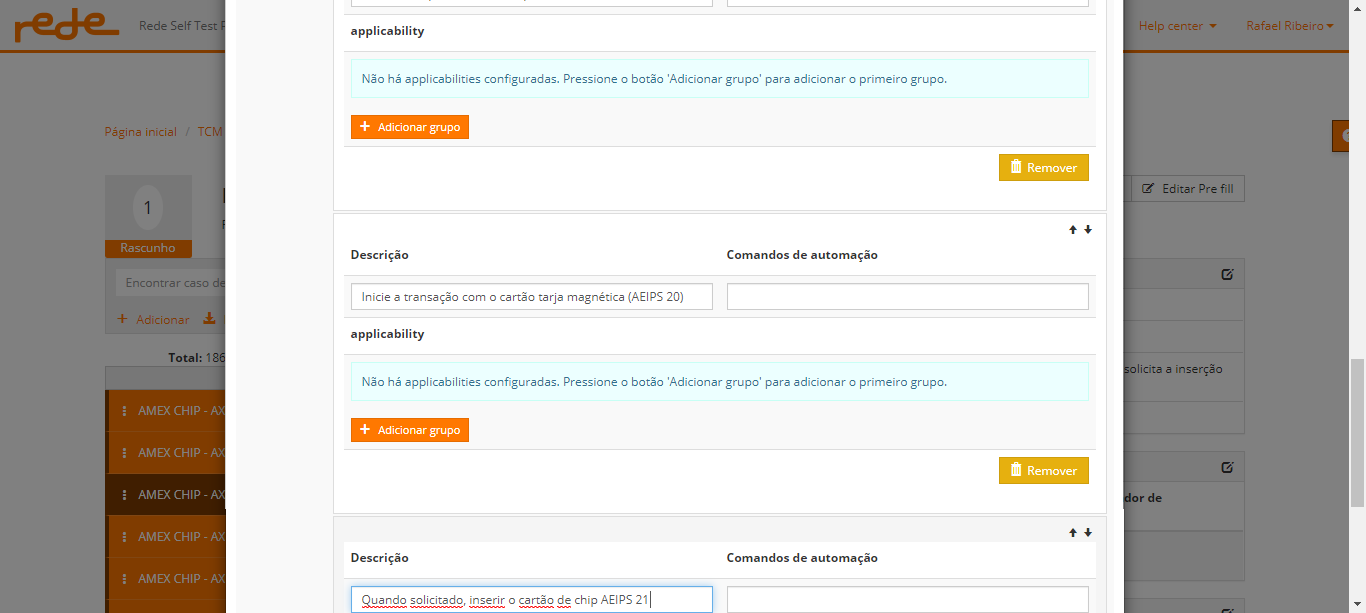 rede
Rede Self Test
Help center
Rafael Ribeiro
applicability
Não há applicabilities configuradas. Pressione o botão 'Adicionar grupo' para adicionar o primeiro grupo.
Página inicial / TCM
+ Adicionar grupo
Remover
1
Editar Pre fill
Rascunho
Descrição
Comandos de automação
Encontrar caso de
Inicie a transação com o cartão tarja magnética (AEIPS 20)
+ Adicionar
applicability
Total: 186
solicita a inserção
Não há applicabilities configuradas. Pressione o botão 'Adicionar grupo' para adicionar o primeiro grupo.
AMEX CHIP - AX
+ Adicionar grupo
AMEX CHIP - AX
Remover
AMEX CHIP - AX
dor de
AMEX CHIP - AX
Descrição
Comandos de automação
AMEX CHIP - AX
Quando solicitado, inserir o cartão de chip AEIPS 21